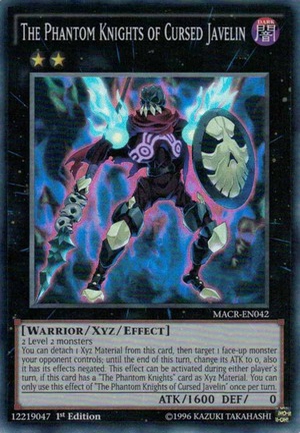 THE PHANTOM KNIGHTS OF CURSED JAVELIN
DARK
闇
MACR-EN042
[WARRIOR/XYZ/EFFECT]
2 Level 2 monsters
You can detach 1 Xyz Material from this card, then target 1 face-up monster
your opponent controls; until the end of this turn, change its ATK to 0, also
it has its effects negated. This effect can be activated during either player's
turn, if this card has a "The Phantom Knights" card as Xyz Material. You can
only use this effect of "The Phantom Knights of Cursed Javelin" once per turn.
ATK/1600 DEF/ 0
12219047 1st Edition ©1996 KAZUKI TAKAHASHI